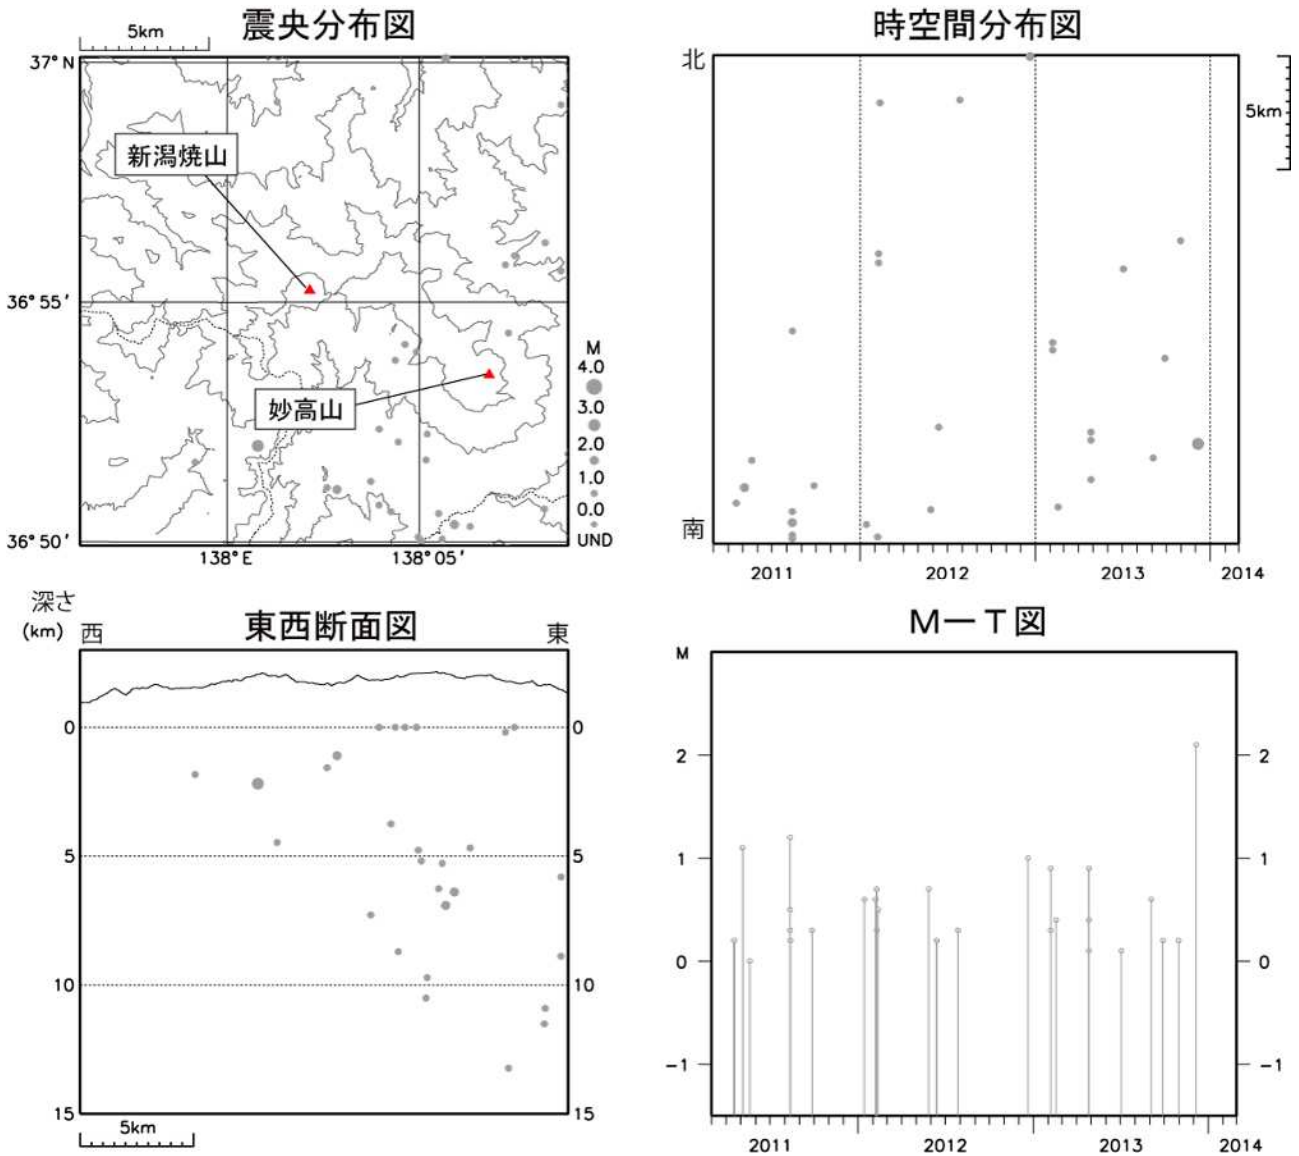 震央分布図
5km
37°N
新潟焼山
36°55′
妙高山
36°50′
138°E
138°05′
M
4.0
3.0
2.0
1.0
0.0
UND
時空間分布図
北
5km
南
2011
2012
2013
2014
東西断面図
深さ
(km)
西
東
0
0
5
5
10
10
15
15
5km
M－T図
M
2
2
1
1
0
0
-1
-1
2011
2012
2013
2014